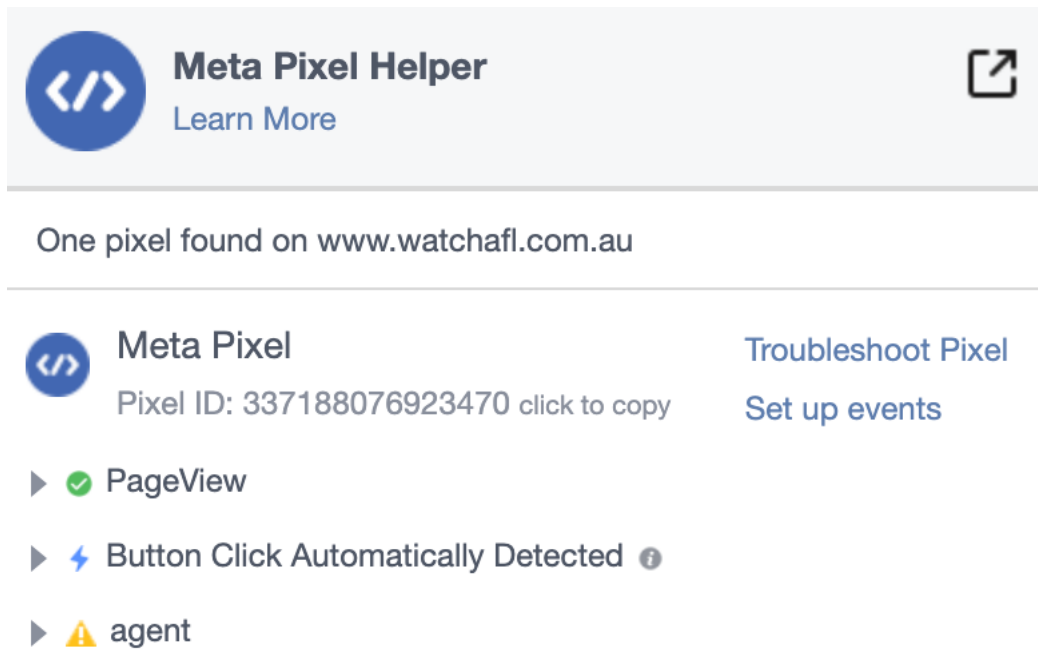 Meta Pixel Helper
Learn More
One pixel found on www.watchafl.com.au
Meta Pixel
Troubleshoot Pixel
Pixel ID: 337188076923470 click to copy
Set up events
PageView
Button Click Automatically Detected
agent